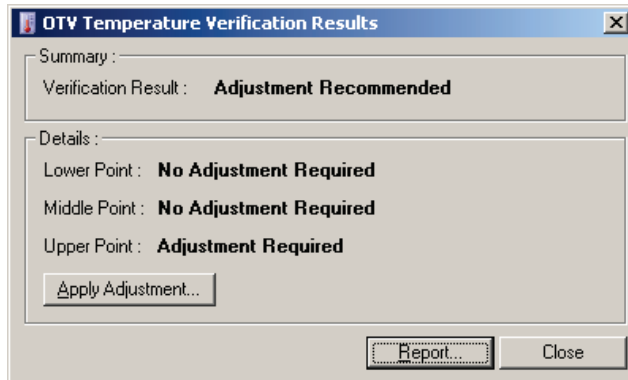 OTV Temperature Verification Results
Summary :
Verification Result : Adjustment Recommended
Details :
Lower Point : No Adjustment Required
Middle Point : No Adjustment Required
Upper Point : Adjustment Required
Apply Adjustment...
Report... Close